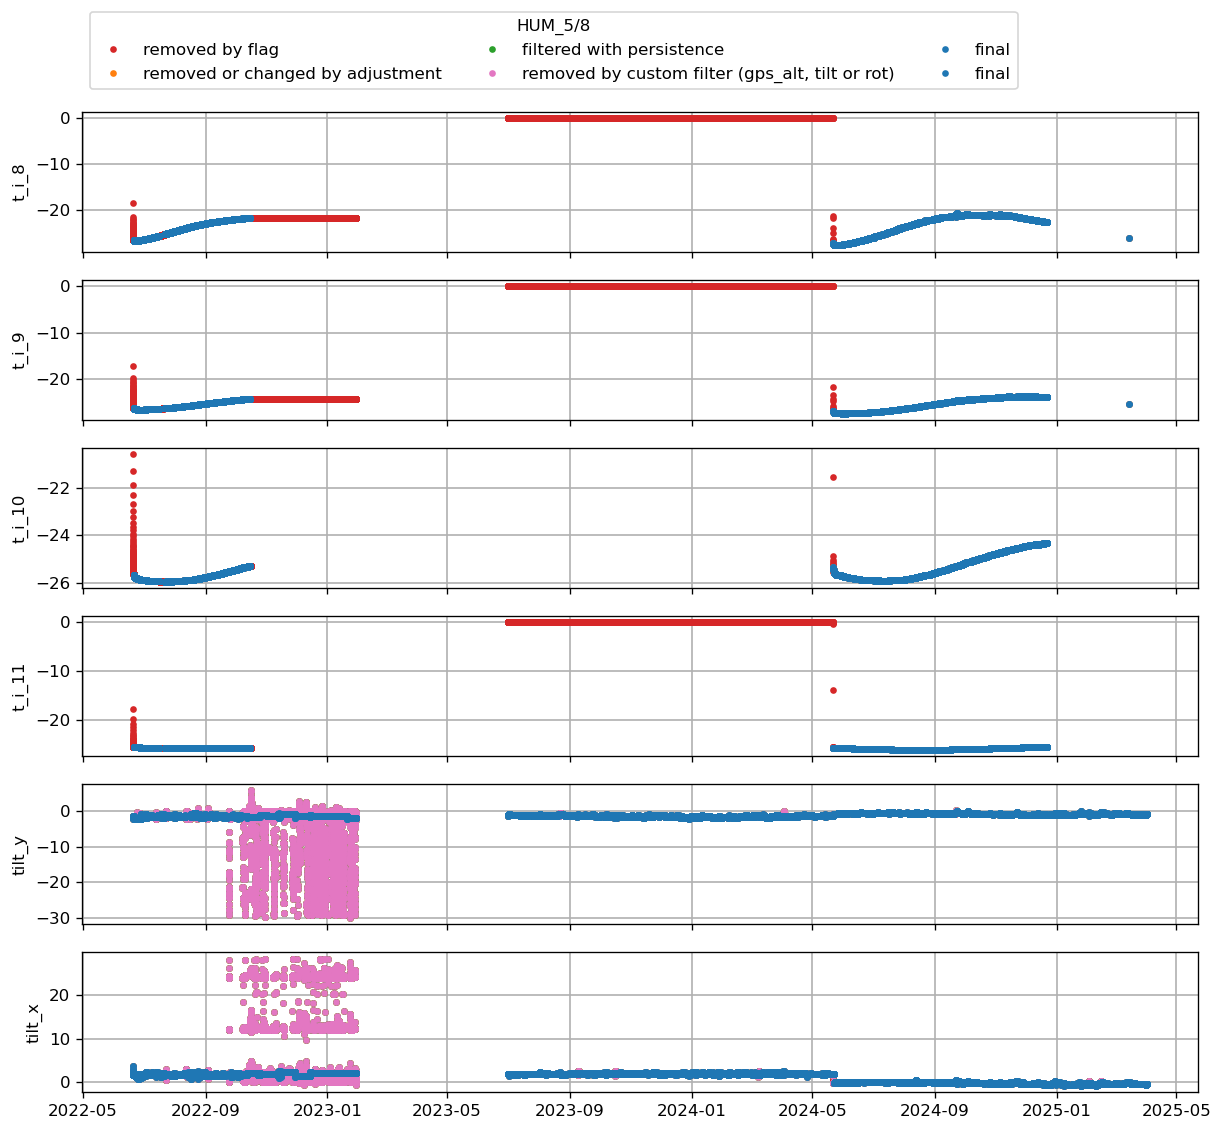 HUM_5/8
removed by flag
filtered with persistence
final
removed or changed by adjustment
removed by custom filter (gps_alt, tilt or rot)
final
0
−10
−20
t_i_8
0
−10
−20
t_i_9
−22
−24
−26
t_i_10
0
−10
−20
t_i_11
0
−10
−20
−30
tilt_y
20
10
0
tilt_x
2022-05
2022-09
2023-01
2023-05
2023-09
2024-01
2024-05
2024-09
2025-01
2025-05